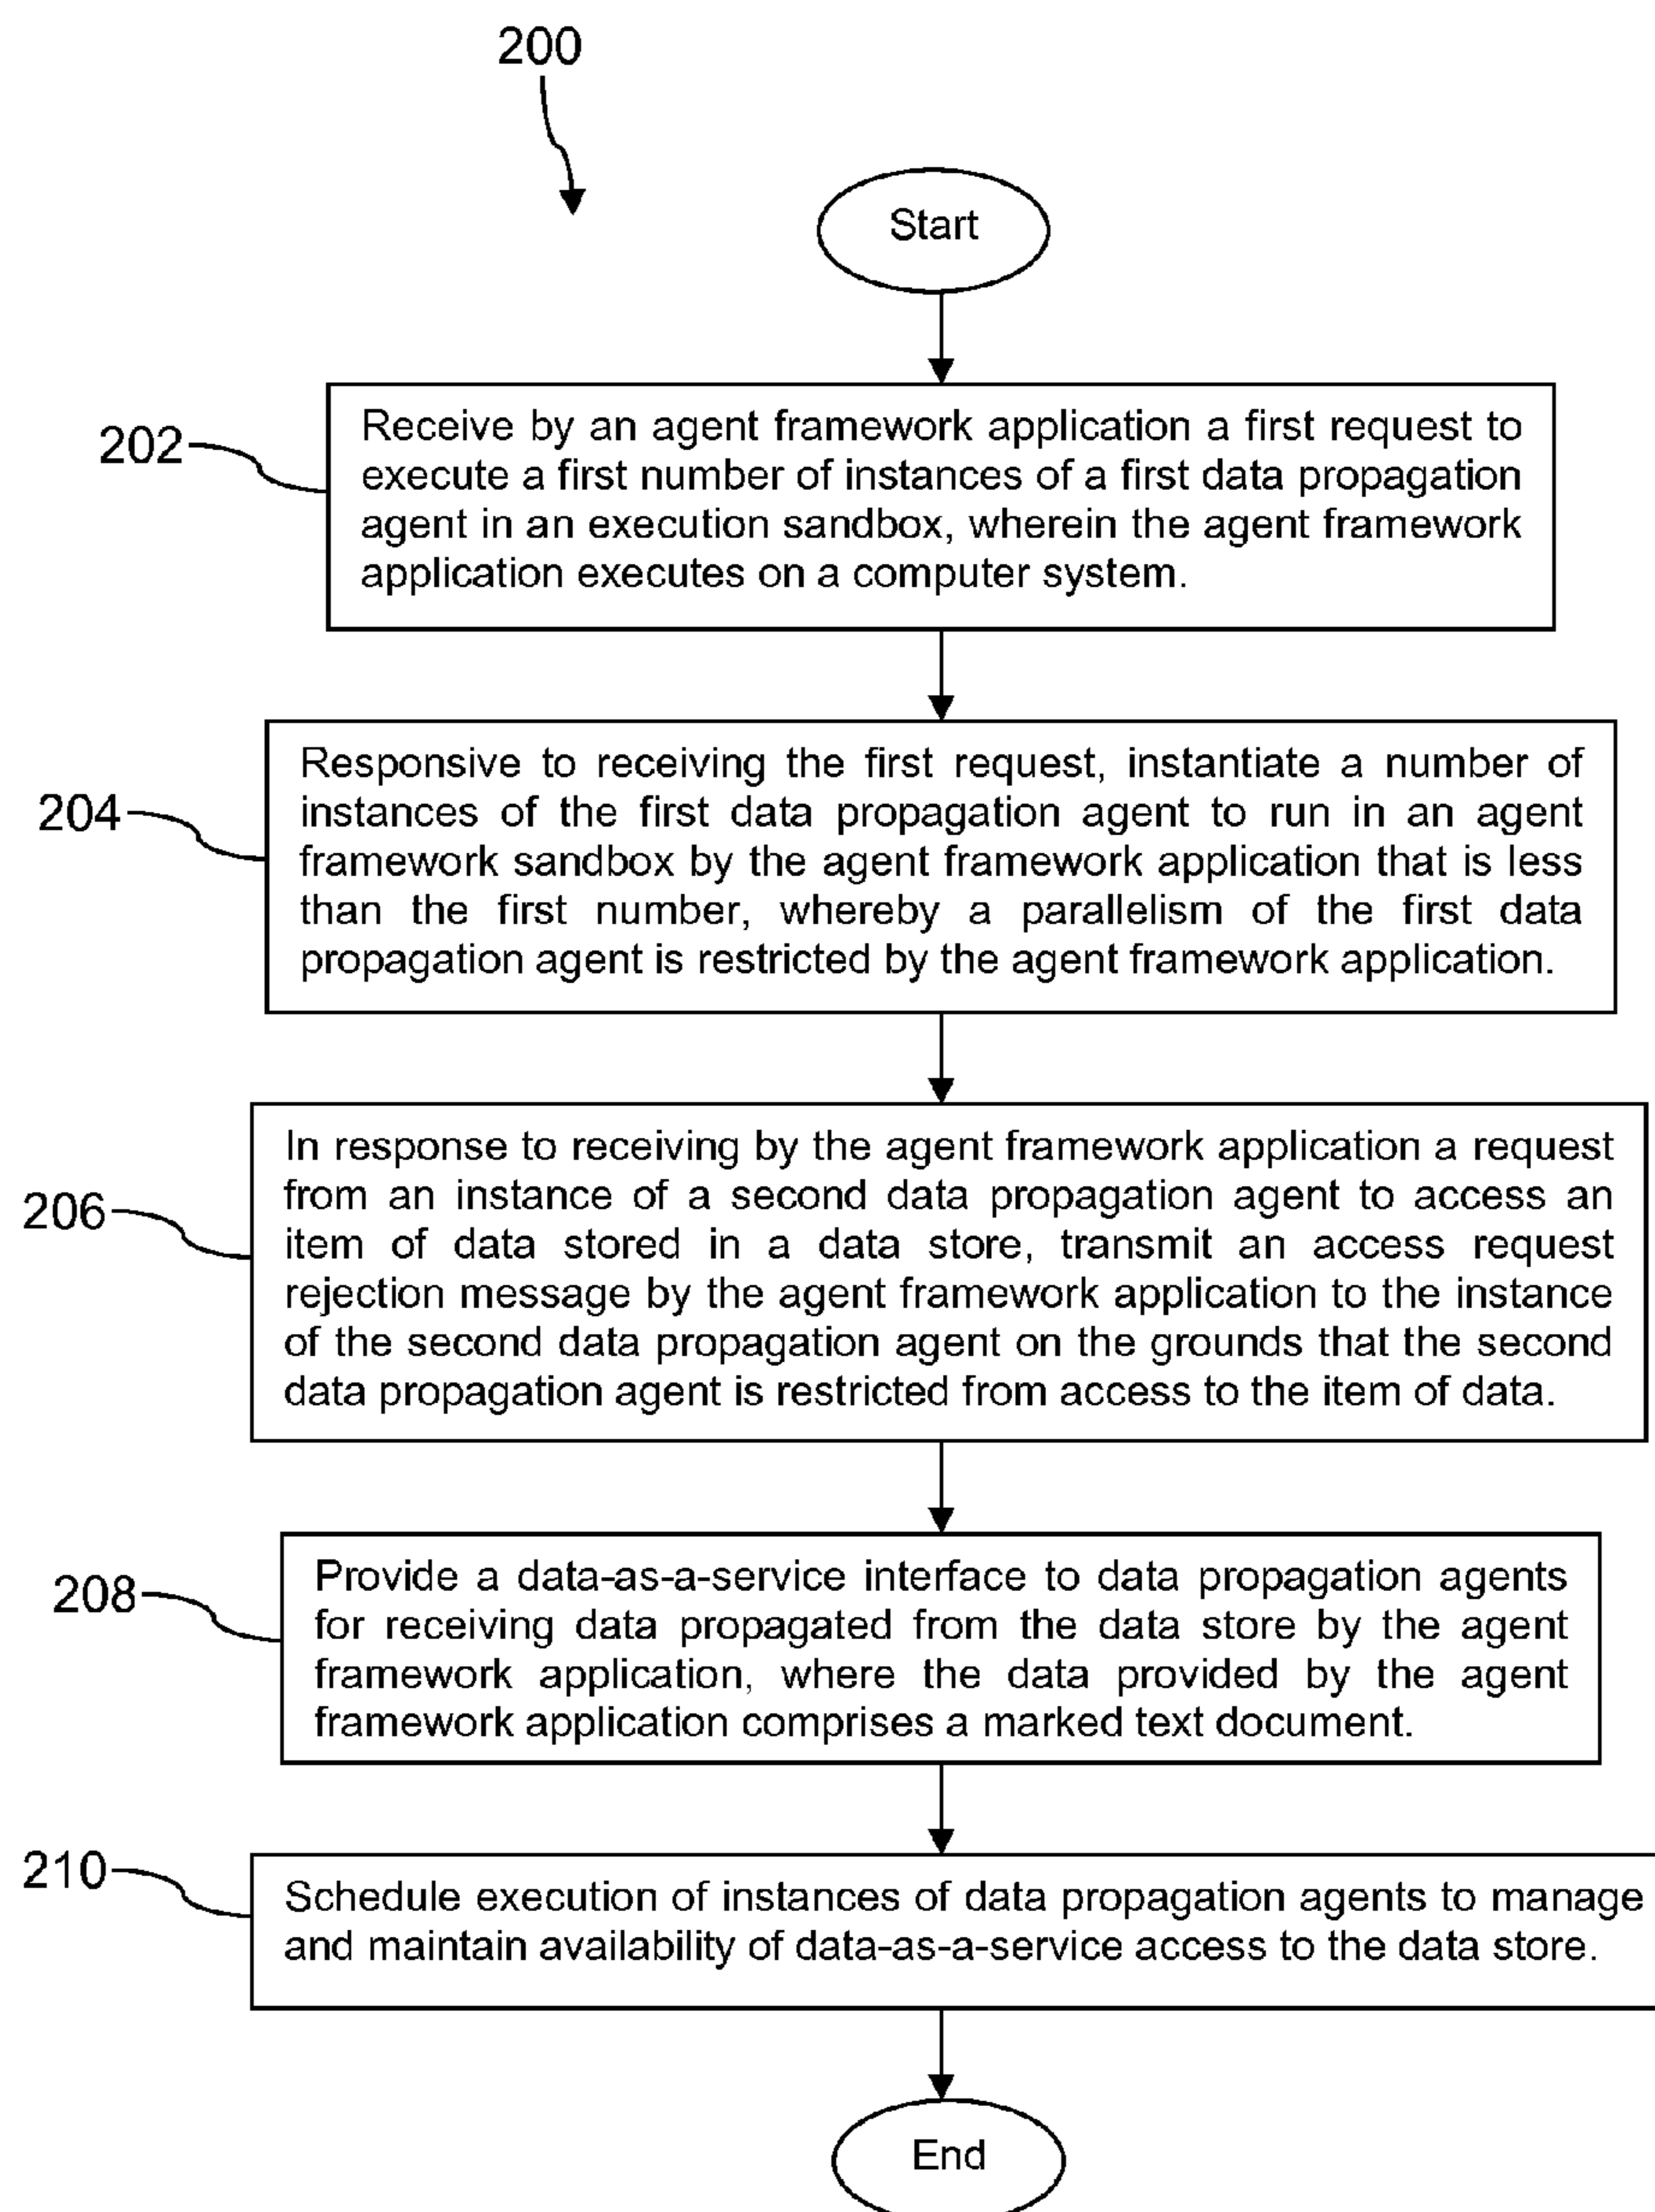 200
Start
202
Receive by an agent framework application a first request to
execute a first number of instances of a first data propagation
agent in an execution sandbox, wherein the agent framework
application executes on a computer system.
204
Responsive to receiving the first request, instantiate a number of
instances of the first data propagation agent to run in an agent
framework sandbox by the agent framework application that is less
than the first number, whereby a parallelism of the first data
propagation agent is restricted by the agent framework application.
206
In response to receiving by the agent framework application a request
from an instance of a second data propagation agent to access an
item of data stored in a data store, transmit an access request
rejection message by the agent framework application to the instance
of the second data propagation agent on the grounds that the second
data propagation agent is restricted from access to the item of data.
208
Provide a data-as-a-service interface to data propagation agents
for receiving data propagated from the data store by the agent
framework application, where the data provided by the agent
framework application comprises a marked text document.
210
Schedule execution of instances of data propagation agents to manage
and maintain availability of data-as-a-service access to the data store.
End